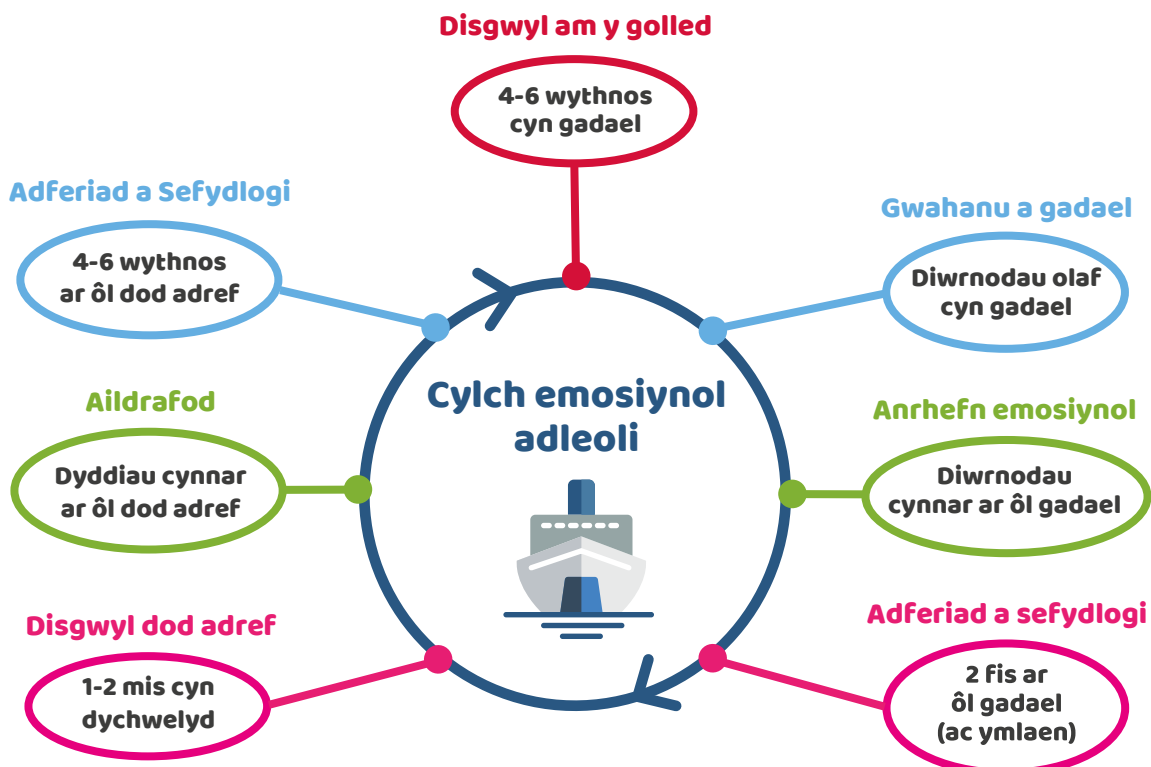 Disgwyl am y golled
4-6 wythnos
cyn gadael
Gwahanu a gadael
Diwrnodau olaf
cyn gadael
Anrhefn emosiynol
Diwrnodau
cynnar ar ôl gadael
Adferiad a sefydlogi
2 fis ar
ôl gadael
(ac ymlaen)
Disgwyl dod adref
1-2 mis cyn
dychwelyd
Aildrafod
Dyddiau cynnar
ar ôl dod adref
Adferiad a Sefydlogi
4-6 wythnos
ar ôl dod adref
Cylch emosiynol
adleoli